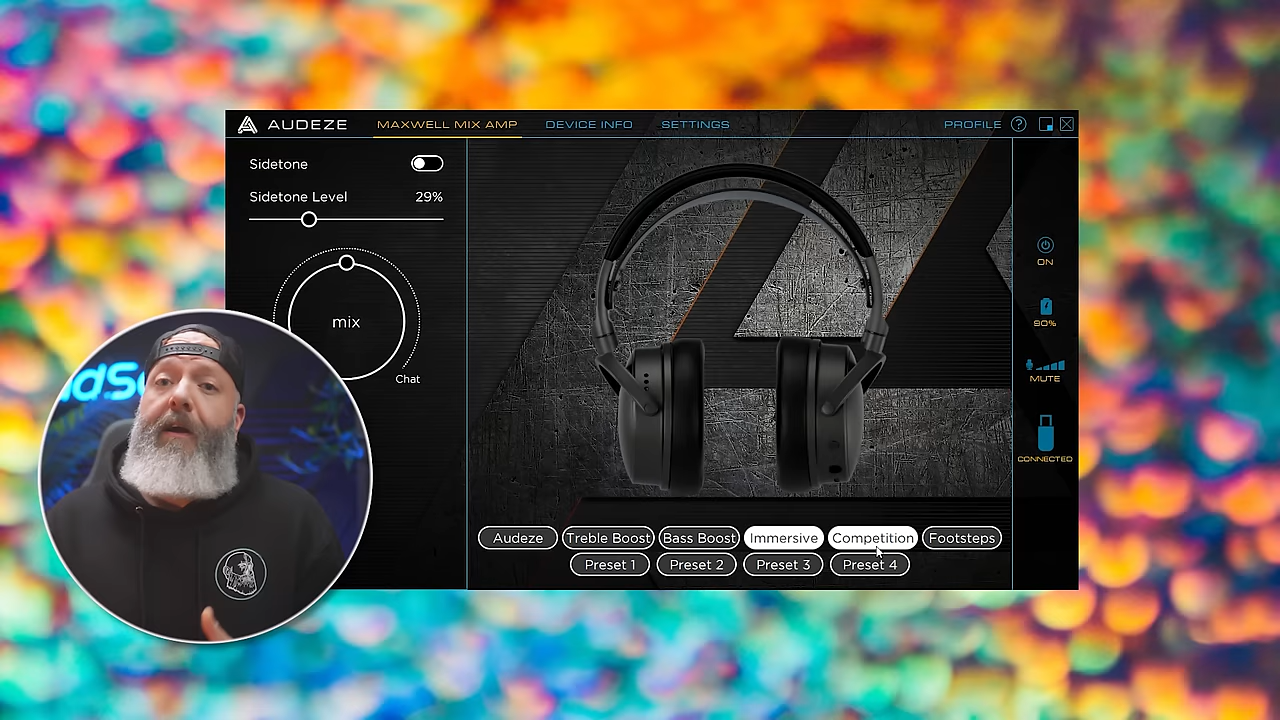 AUDEZE
MAXWELL MIX AMP
DEVICE INFO
SETTINGS
PROFILE
?
Sidetone
Sidetone Level
29%
mix
Chat
ON
90%
MUTE
CONNECTED
Audeze
Treble Boost
Bass Boost
Immersive
Competition
Footsteps
Preset 1
Preset 2
Preset 3
Preset 4